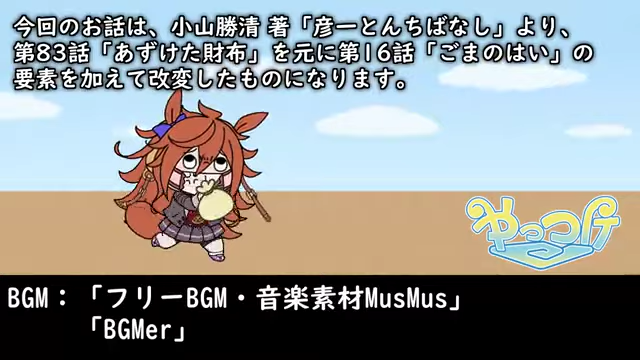 今回のお話は、小山勝清 著「彦一とんちばなし」より、
第83話「あずけた財布」を元に第16話「ごまのはい」の
要素を加えて改変したものになります。
やっつけ
BGM：「フリーBGM・音楽素材MusMus」
「BGMer」